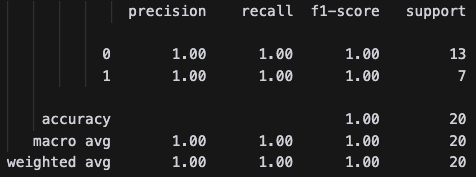 precision recall f1-score support
0 1.00 1.00 1.00 13
1 1.00 1.00 1.00 7
accuracy 1.00 20
macro avg 1.00 1.00 1.00 20
weighted avg 1.00 1.00 1.00 20